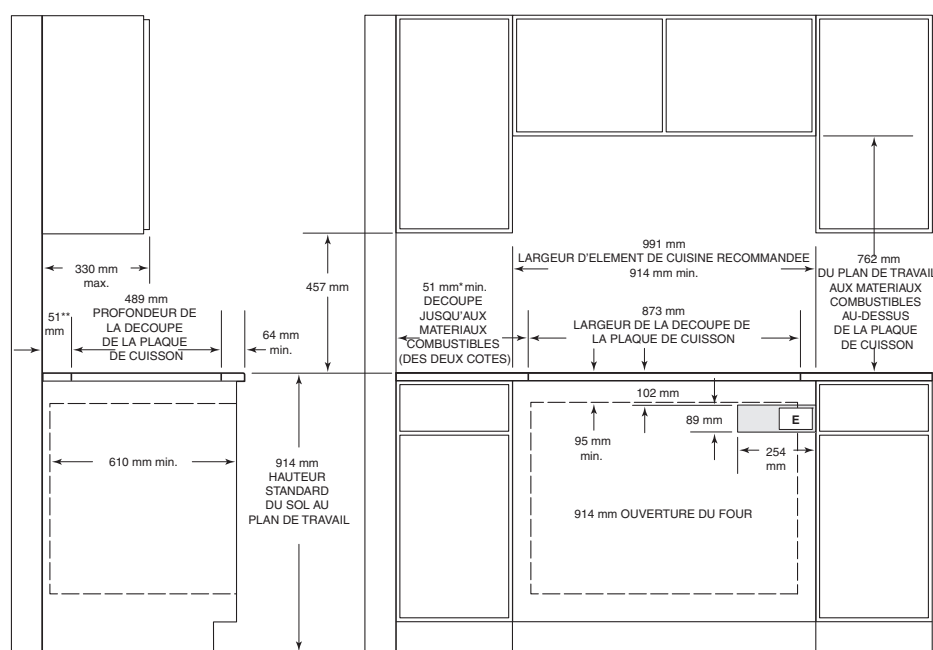 330 mm
max.
489 mm
PROFONDEUR DE
LA DECOUPE
DE LA PLAQUE
DE CUISSON
51**
mm
64 mm
min.
457 mm
610 mm min.
914 mm
HAUTEUR
STANDARD
DU SOL AU
PLAN DE TRAVAIL
991 mm
LARGEUR D'ELEMENT DE CUISINE RECOMMANDEE
914 mm min.
51 mm*min.
DECOUPE
JUSQU'AUX
MATERIAUX
COMBUSTIBLES
(DES DEUX COTES)
873 mm
LARGEUR DE LA DECOUPE DE
LA PLAQUE DE CUISSON
762 mm
DU PLAN DE TRAVAIL
AUX MATERIAUX
COMBUSTIBLES
AU-DESSUS
DE LA PLAQUE
DE CUISSON
102 mm
89 mm
E
95 mm
min.
254
mm
914 mm OUVERTURE DU FOUR